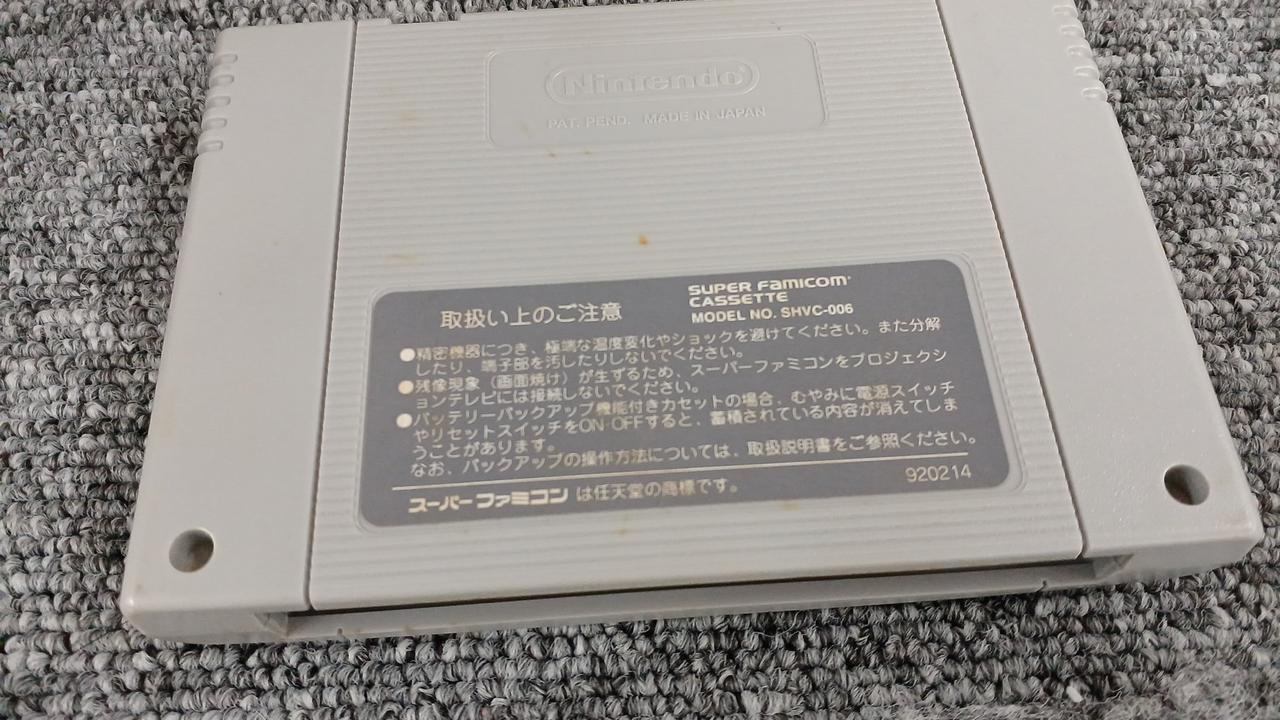 Nintendo
PAT. PEND. MADE IN JAPAN
取扱い上のご注意
SUPER FAMICOM
CASSETTE
MODEL NO. SHVC-006
●精密機器につき、極端な温度変化やショックを避けてください。また分解
したり、端子部を汚したりしないでください。
●残像現象（画面焼け）が生ずるため、スーパーファミコンをプロジェクシ
ョンテレビには接続しないでください。
●バッテリーバックアップ機能付きカセットの場合、むやみに電源スイッチ
やリセットスイッチをON・OFFすると、蓄積されている内容が消えてしま
うことがあります。
なお、バックアップの操作方法については、取扱説明書をご参照ください。
スーパーファミコン は任天堂の商標です。
920214